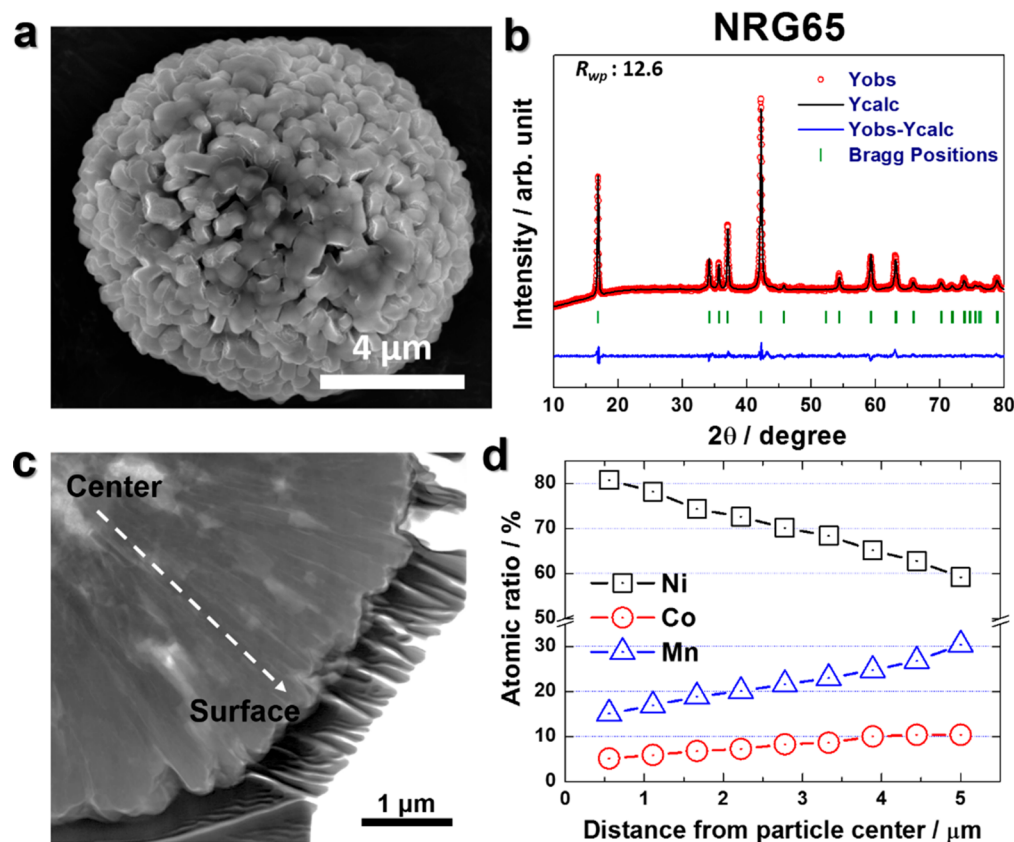 NRG65
a
4 μm
b
R_wp : 12.6
Yobs
Ycalc
Yobs-Ycalc
Bragg Positions
Intensity / arb. unit
10 20 30 40 50 60 70 80
2θ / degree
c
Center
Surface
1 μm
d
Atomic ratio / %
80
70
60
50
30
20
10
0
Ni
Co
Mn
0 1 2 3 4 5
Distance from particle center / μm